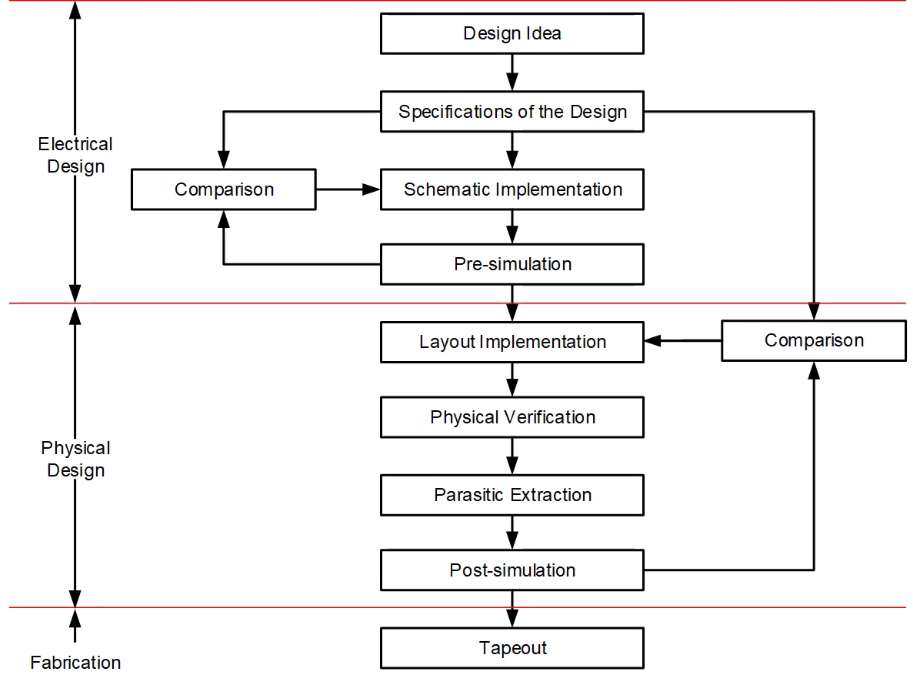 Design Idea
Specifications of the Design
Electrical
Design
Comparison
Schematic Implementation
Pre-simulation
Layout Implementation
Comparison
Physical Verification
Physical
Design
Parasitic Extraction
Post-simulation
Tapeout
Fabrication